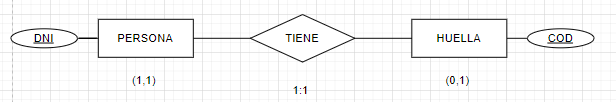 DNI PERSONA TIENE HUELLA COD
(1,1) (0,1)
1:1